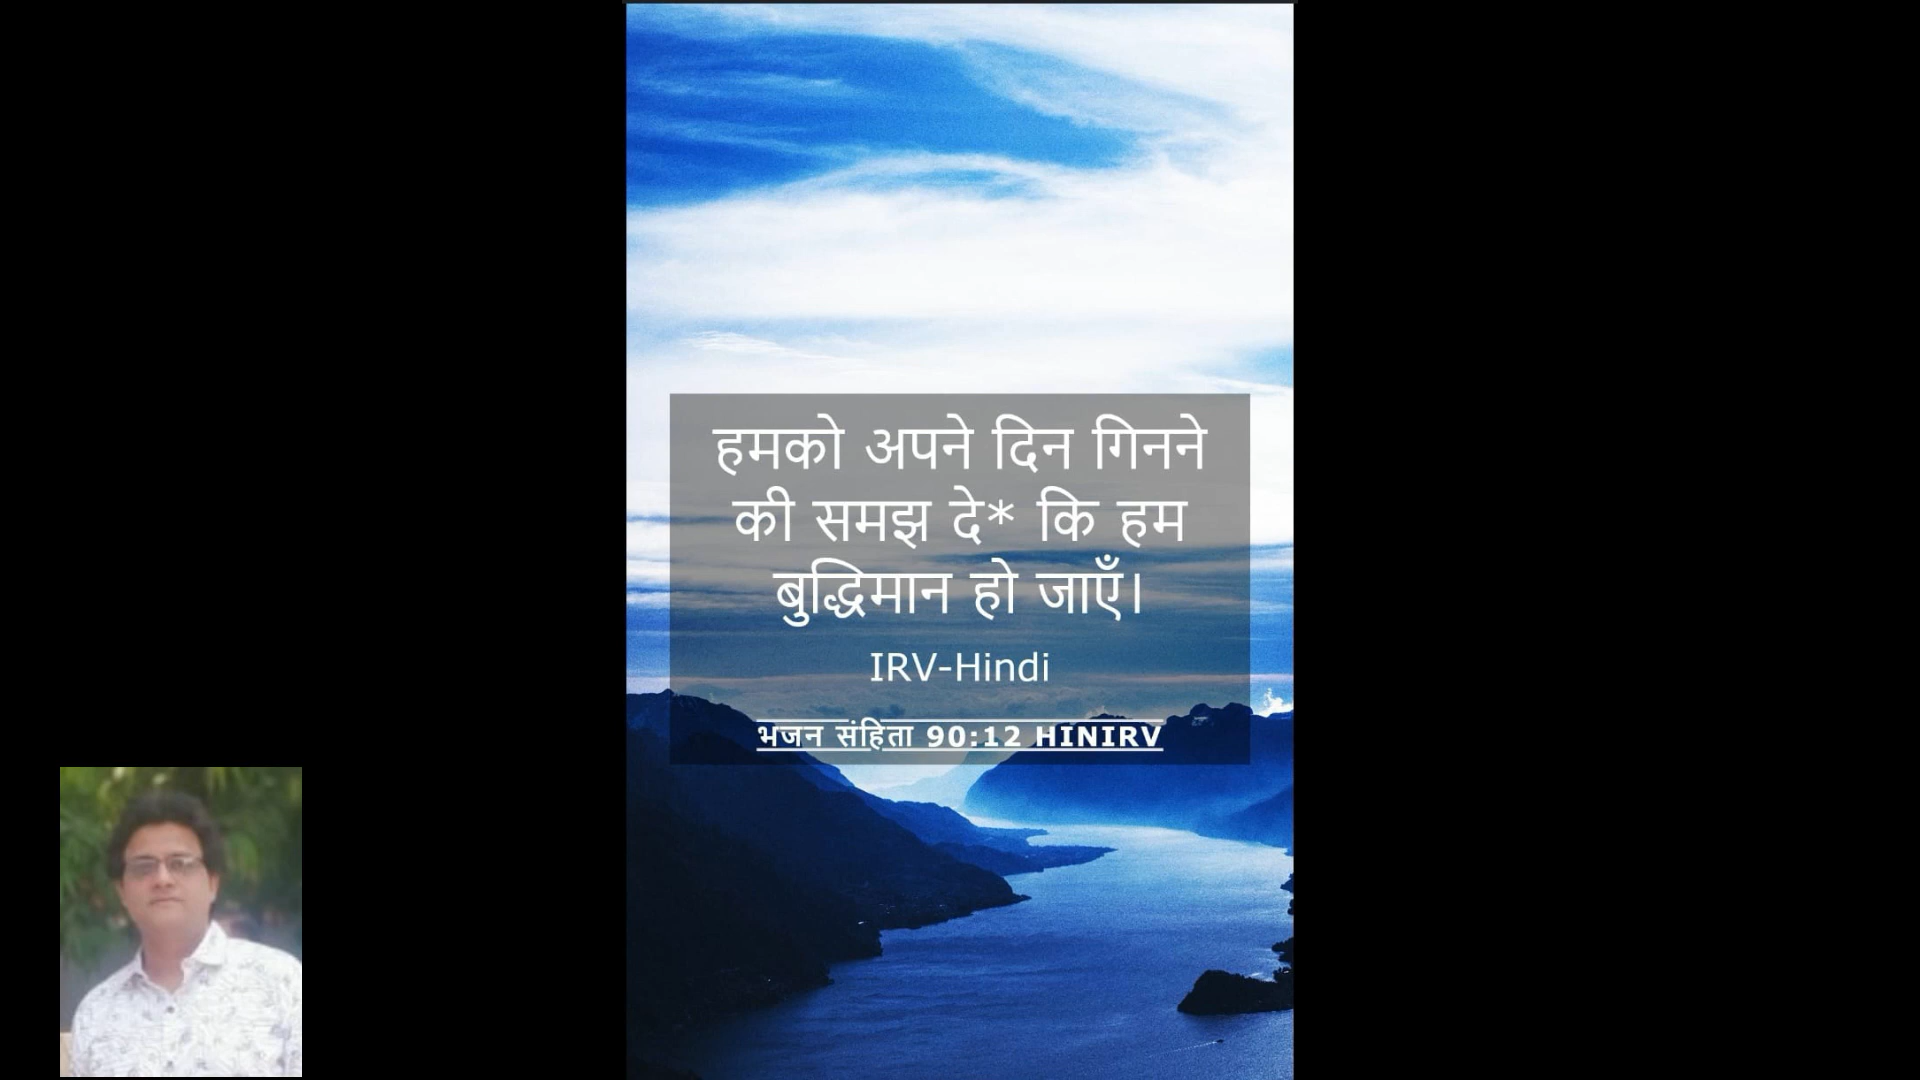 हमको अपने दिन गिनने
की समझ दे* कि हम
बुद्धिमान हो जाएँ।
IRV-Hindi
भजन संहिता 90:12 HINIRV